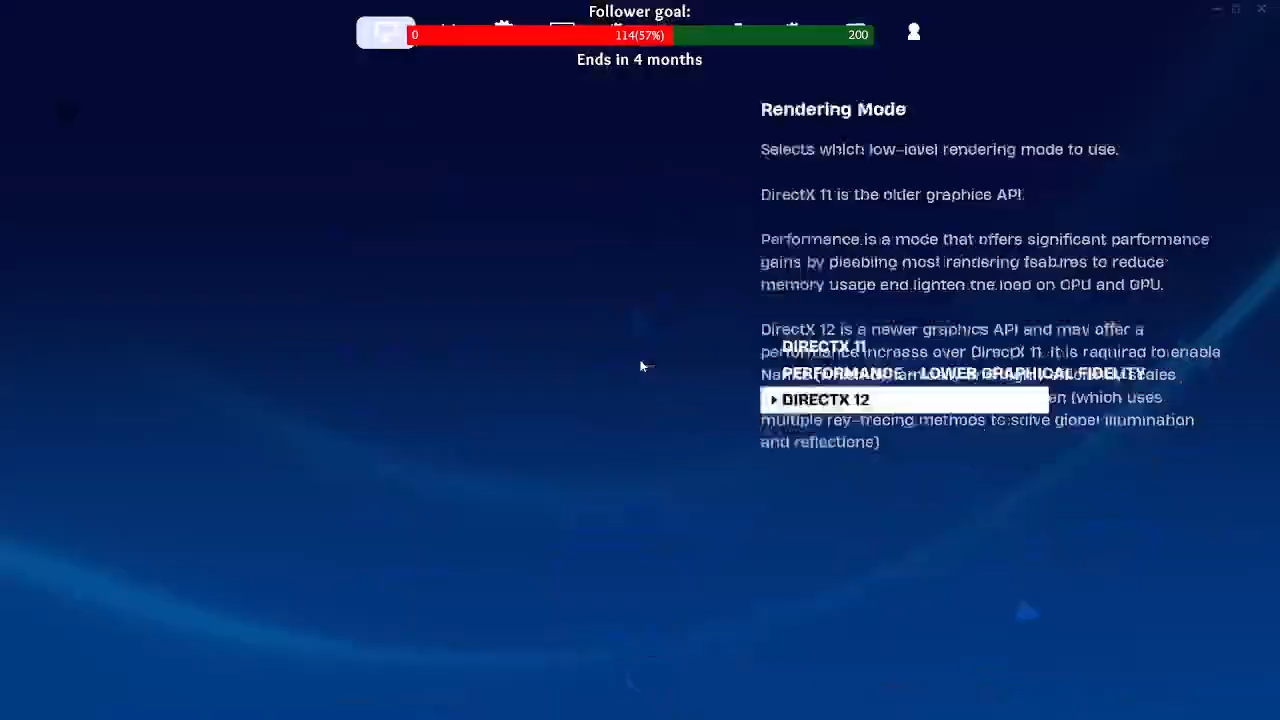 Follower goal:
0 114(57%) 200
Ends in 4 months
Rendering Mode
Selects which low-level rendering mode to use.
DirectX 11 is the older graphics API.
Performance is a mode that offers significant performance
gains by disabling most rendering features to reduce
memory usage and lighten the load on CPU and GPU.
DirectX 12 is a newer graphics API and may offer a
DIRECTX 11
performance increase over DirectX 11. It is required to enable
PERFORMANCE - LOWER GRAPHICAL FIDELITY
scales
DIRECTX 12
(which uses
multiple ray-tracing methods to solve global illumination
and reflections)